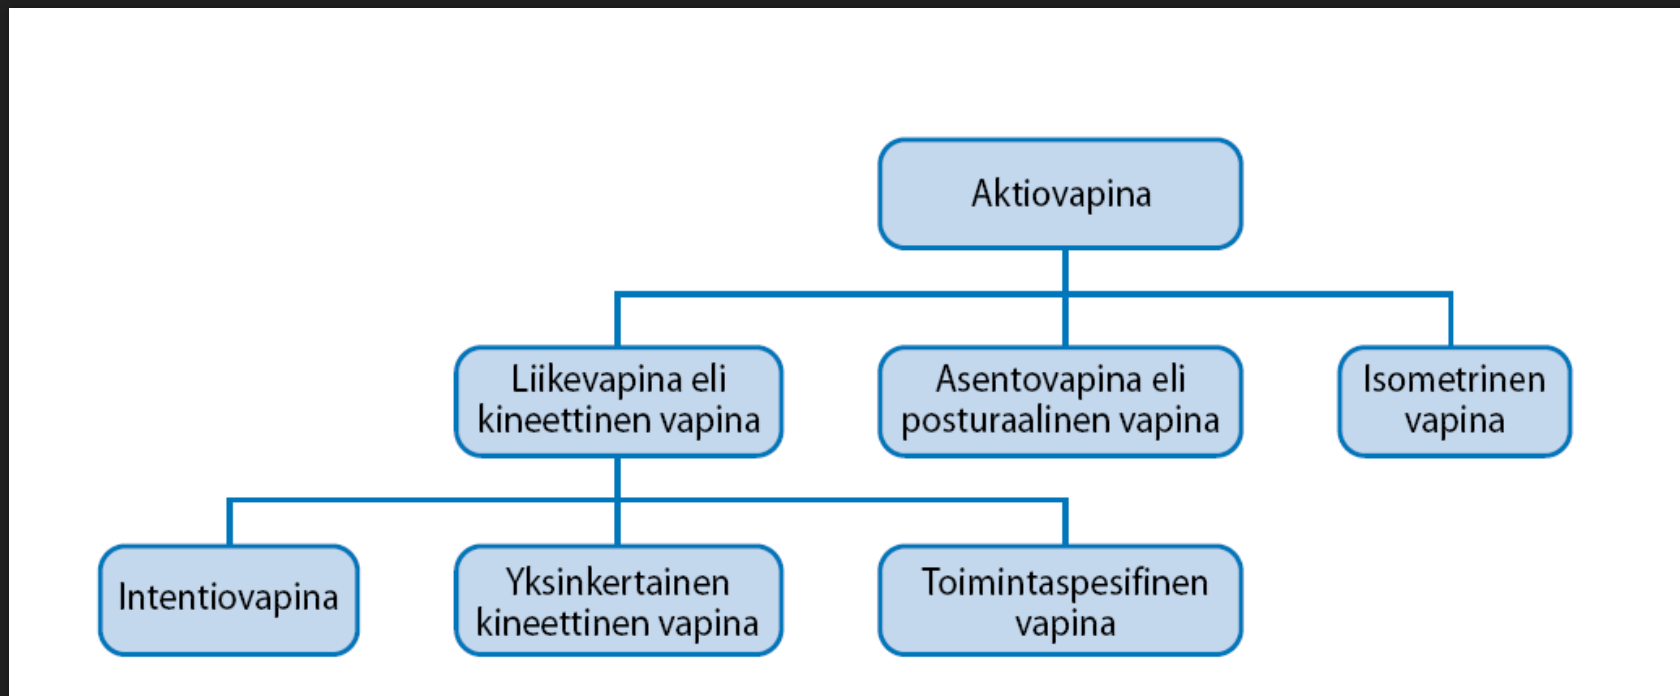 Aktiovapina
Liikevapina eli
kineettinen vapina
Asentovapina eli
posturaalinen vapina
Isometrinen
vapina
Intentiovapina
Yksinkertainen
kineettinen vapina
Toimintaspesifinen
vapina